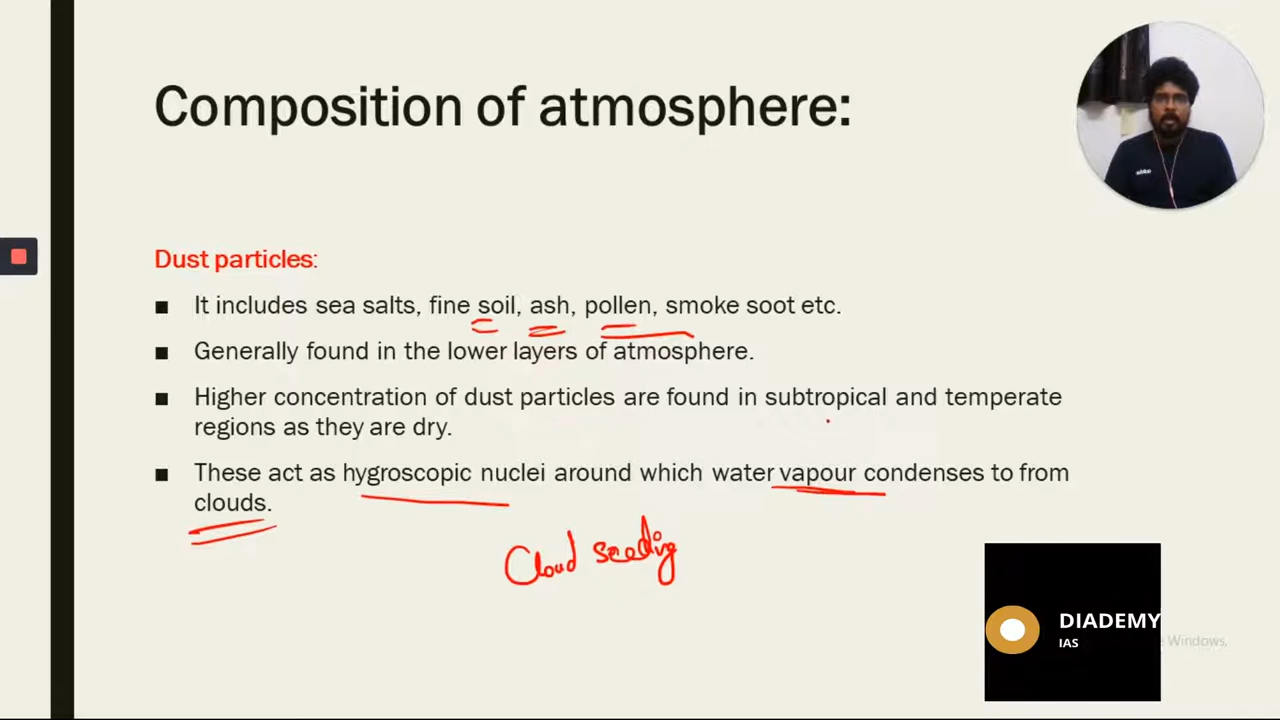 Composition of atmosphere:
Dust particles:
■ It includes sea salts, fine soil, ash, pollen, smoke soot etc.
■ Generally found in the lower layers of atmosphere.
■ Higher concentration of dust particles are found in subtropical and temperate
regions as they are dry.
■ These act as hygroscopic nuclei around which water vapour condenses to from
clouds.
Cloud seeding
DIADEMY
IAS
Windows.